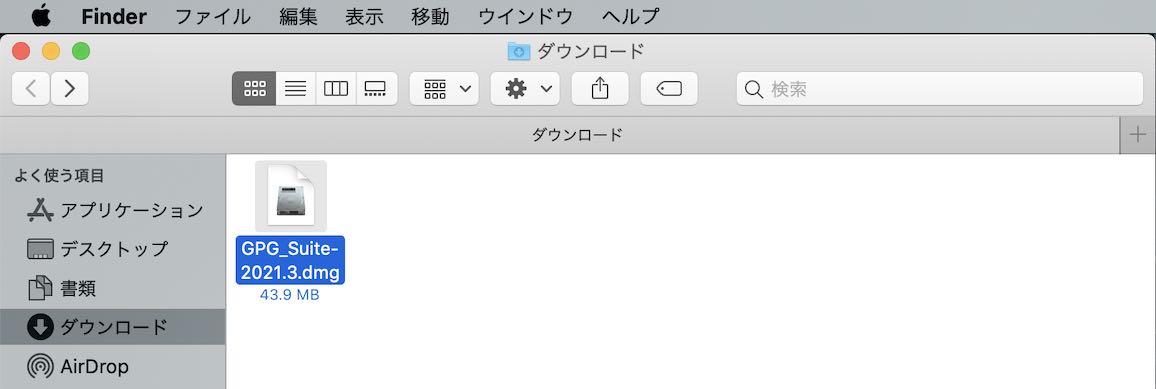 Finder ファイル 編集 表示 移動 ウインドウ ヘルプ
ダウンロード
検索
ダウンロード
よく使う項目
アプリケーション
デスクトップ
書類
ダウンロード
AirDrop
GPG_Suite-
2021.3.dmg
43.9 MB